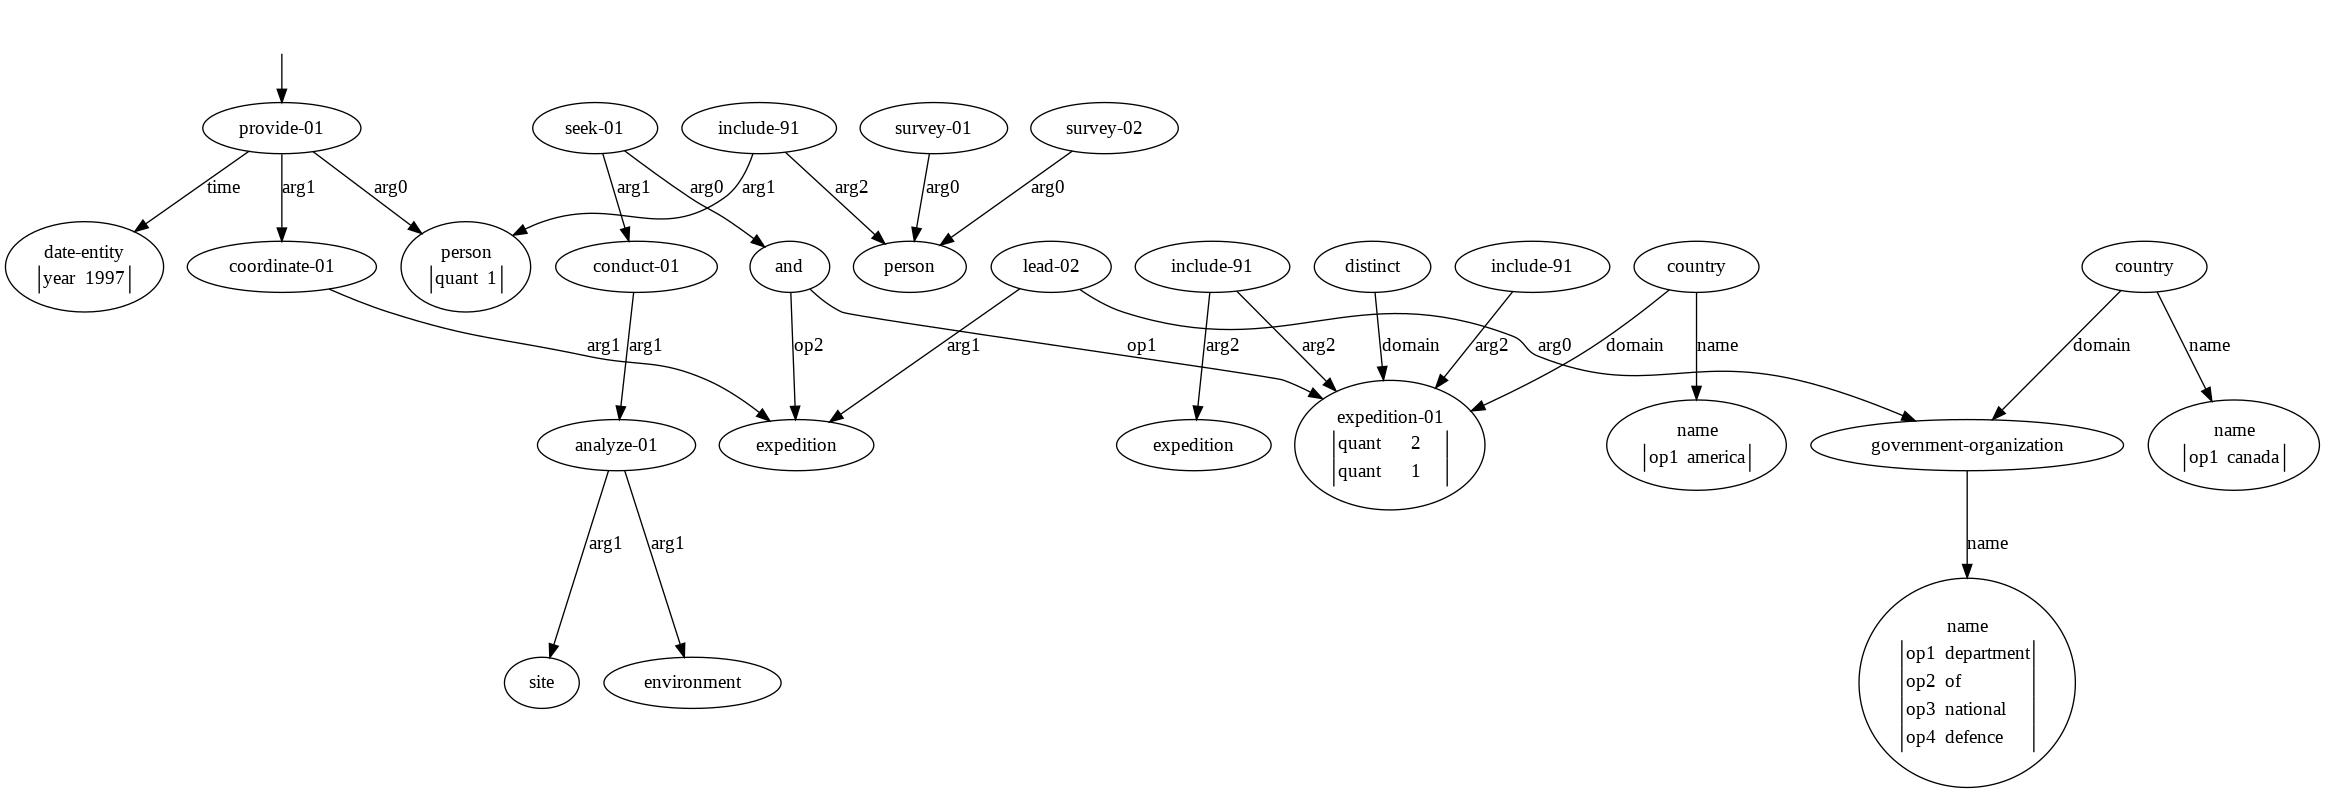 provide-01
seek-01
include-91
survey-01
survey-02
time
arg1
arg0
arg1
arg0
arg1
arg2
arg0
arg0
date-entity
year 1997
coordinate-01
person
quant 1
conduct-01
and
person
lead-02
include-91
distinct
include-91
country
country
arg1
arg1
op2
arg1
op1
arg2
arg2
domain
arg2
arg0
domain
name
domain
name
analyze-01
expedition
expedition
expedition-01
quant 2
quant 1
name
op1 america
government-organization
name
op1 canada
arg1
arg1
name
site
environment
name
op1 department
op2 of
op3 national
op4 defence